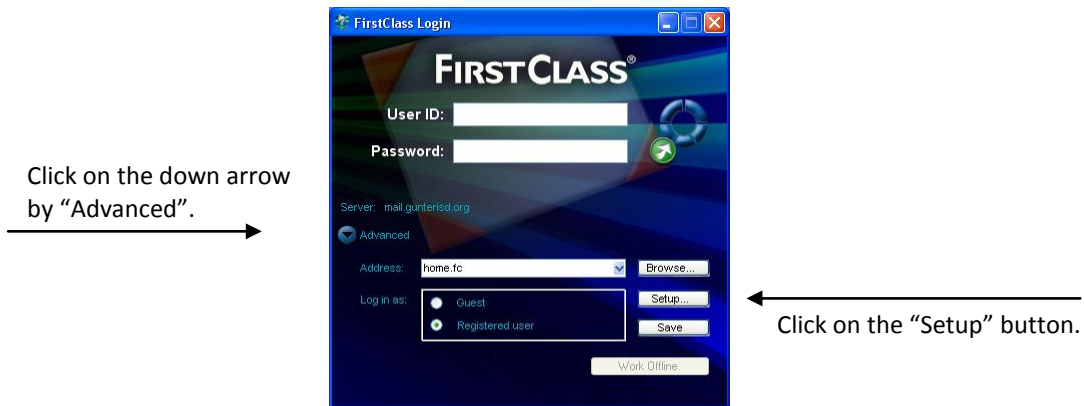 FirstClass Login
FIRSTCLASS®
User ID:
Password:
Click on the down arrow
by “Advanced”.
Server: mail.gunterisd.org
Advanced
Address: home.fc Browse...
Log in as: Guest Setup...
Registered user Save
Click on the “Setup” button.
Work Offline